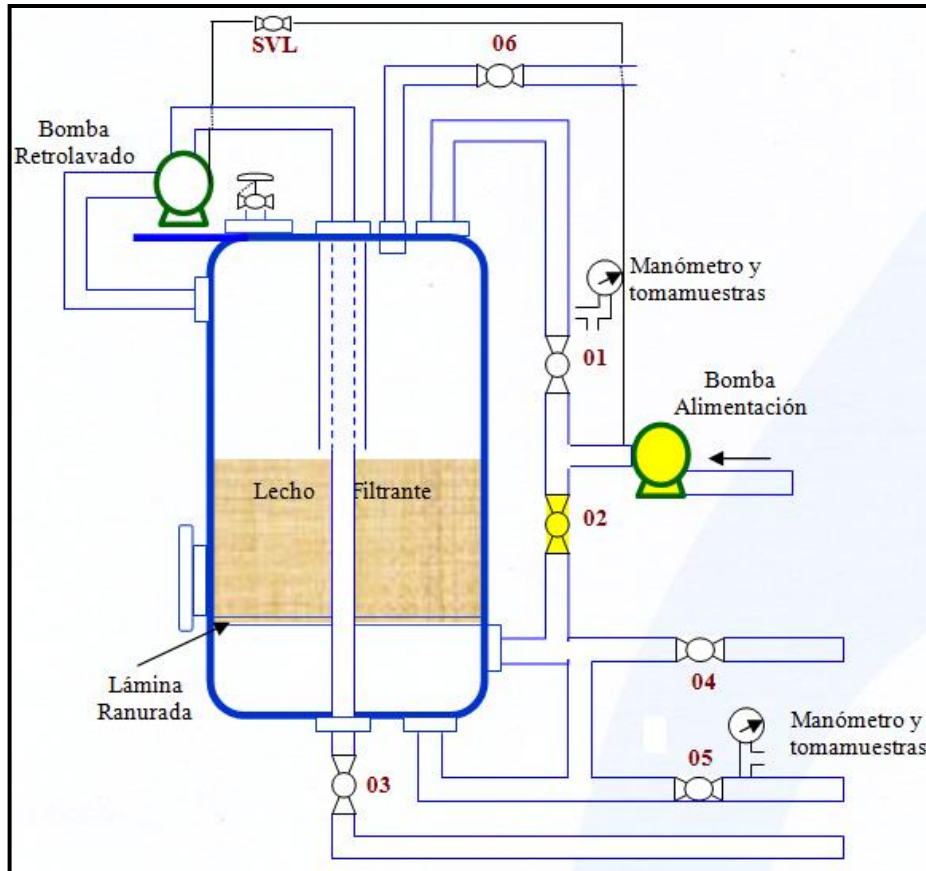 SVL
06
Bomba
Retrolavado
Manómetro y
tomamuestras
01
Bomba
Alimentación
Lecho Filtrante
02
Lámina
Ranurada
04
Manómetro y
tomamuestras
05
03